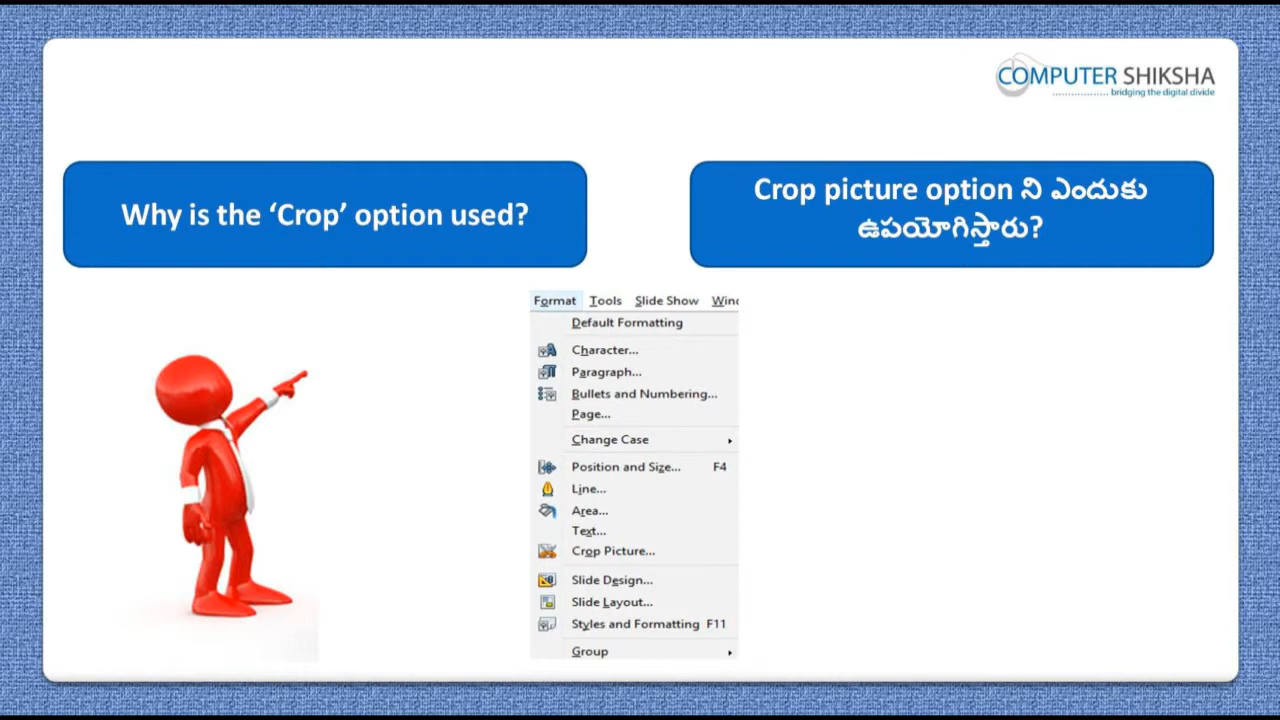 COMPUTER SHIKSHA
.................. bridging the digital divide
Why is the ‘Crop’ option used?
Crop picture option ని ఎందుకు
ఉపయోగిస్తారు?
Format Tools Slide Show Wind
Default Formatting
Character...
Paragraph...
Bullets and Numbering...
Page...
Change Case
Position and Size... F4
Line...
Area...
Text...
Crop Picture...
Slide Design...
Slide Layout...
Styles and Formatting F11
Group